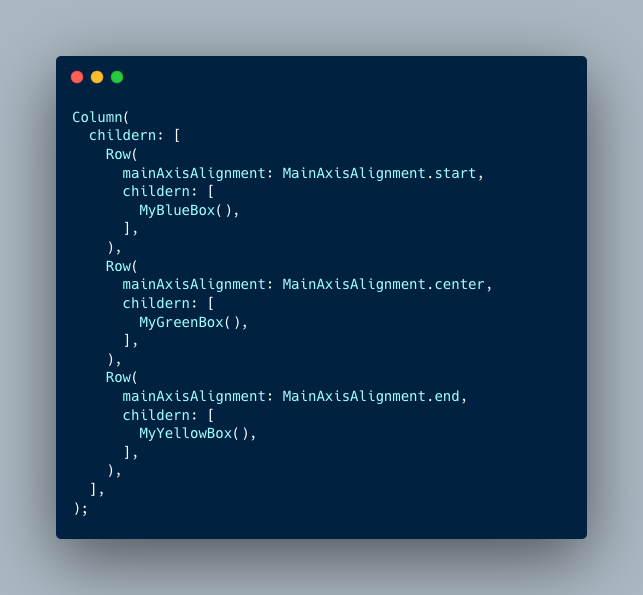 Column(
  childern: [
    Row(
      mainAxisAlignment: MainAxisAlignment.start,
      childern: [
        MyBlueBox(),
      ],
    ),
    Row(
      mainAxisAlignment: MainAxisAlignment.center,
      childern: [
        MyGreenBox(),
      ],
    ),
    Row(
      mainAxisAlignment: MainAxisAlignment.end,
      childern: [
        MyYellowBox(),
      ],
    ),
  ],
);